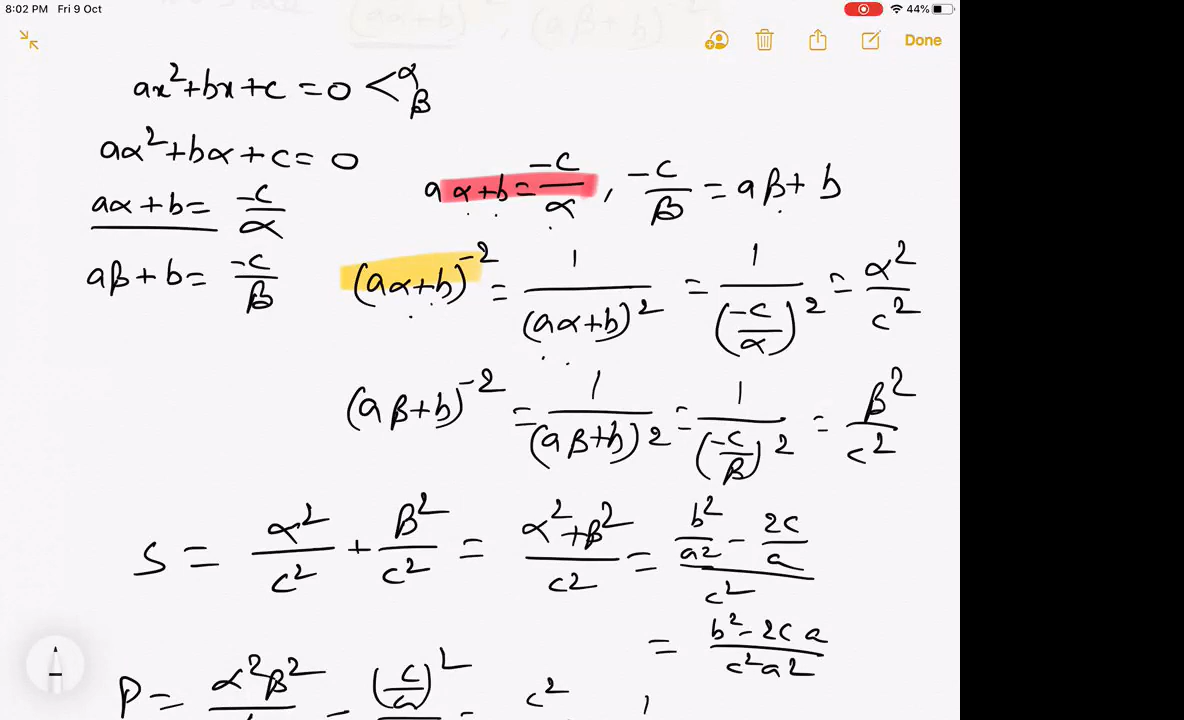 8:02 PM Fri 9 Oct 44%
Done
ax²+bx+c=0 < α β
aα²+bα+c=0
aα+b= -c/α
aβ+b= -c/β
aα+b= -c/α , -c/β = aβ+b
(aα+b)⁻² = 1/(aα+b)² = 1/(-c/α)² = α²/c²
(aβ+b)⁻² = 1/(aβ+b)² = 1/(-c/β)² = β²/c²
S = α²/c² + β²/c² = α²+β²/c² = b²/a² - 2c/a / c²
= b²-2ca/c²a²
P = α²β² = (c/a)² = c²